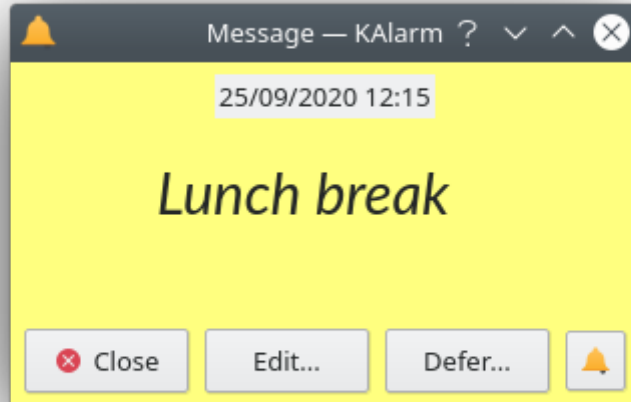 Message — KAlarm ?
25/09/2020 12:15
Lunch break
Close Edit... Defer...